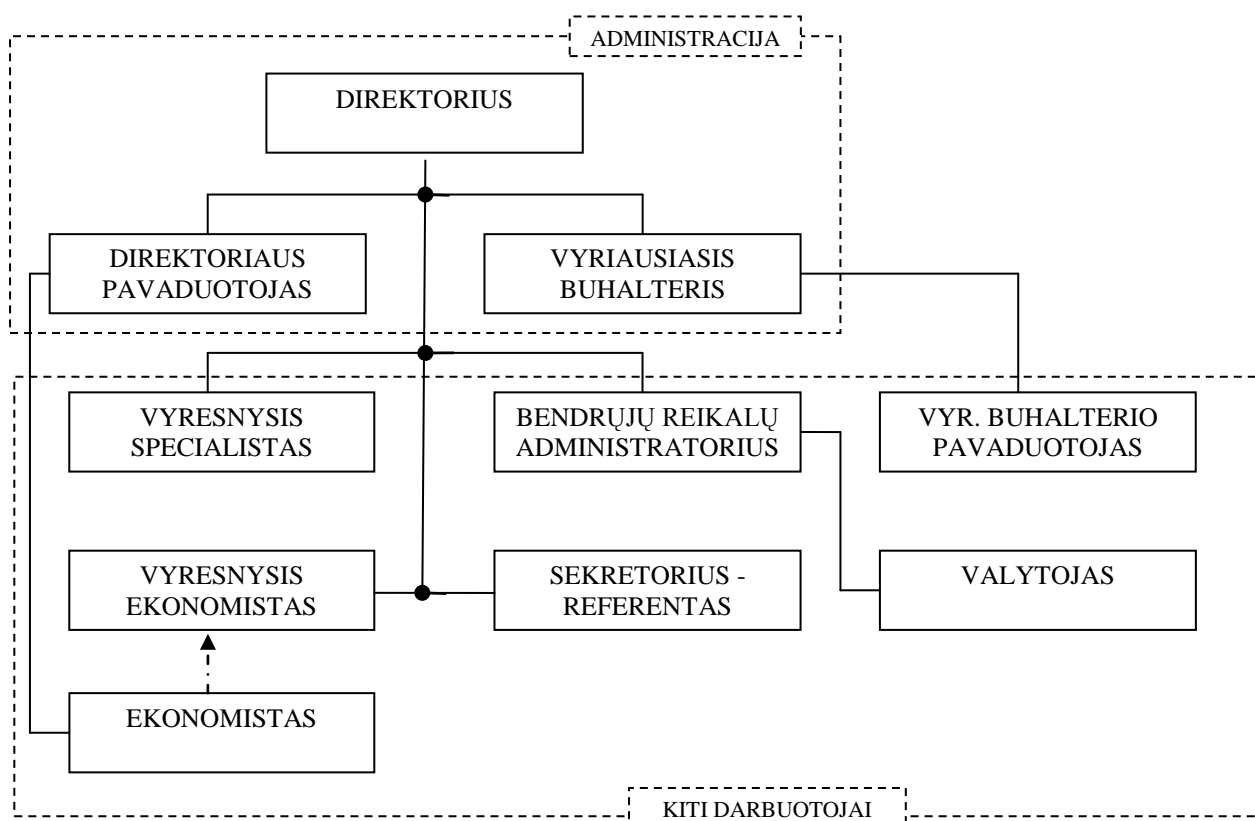 ADMINISTRACIJA
DIREKTORIUS
DIREKTORIAUS
PAVADUOTOJAS
VYRIAUSIASIS
BUHALTERIS
VYRESNYSIS
SPECIALISTAS
BENDRŲJŲ REIKALŲ
ADMINISTRATORIUS
VYR. BUHALTERIO
PAVADUOTOJAS
VYRESNYSIS
EKONOMISTAS
SEKRETORIUS -
REFERENTAS
VALYTOJAS
EKONOMISTAS
KITI DARBUOTOJAI